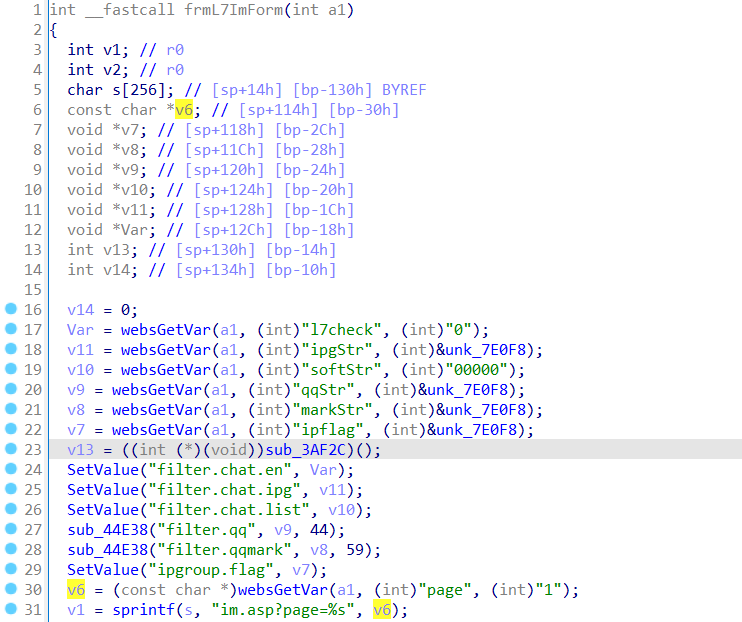 1 int __fastcall frmL7ImForm(int a1)
2 {
3 int v1; // r0
4 int v2; // r0
5 char s[256]; // [sp+14h] [bp-130h] BYREF
6 const char *v6; // [sp+114h] [bp-30h]
7 void *v7; // [sp+118h] [bp-2Ch]
8 void *v8; // [sp+11Ch] [bp-28h]
9 void *v9; // [sp+120h] [bp-24h]
10 void *v10; // [sp+124h] [bp-20h]
11 void *v11; // [sp+128h] [bp-1Ch]
12 void *Var; // [sp+12Ch] [bp-18h]
13 int v13; // [sp+130h] [bp-14h]
14 int v14; // [sp+134h] [bp-10h]
15
16 v14 = 0;
17 Var = websGetVar(a1, (int)"l7check", (int)"0");
18 v11 = websGetVar(a1, (int)"ipgStr", (int)&unk_7E0F8);
19 v10 = websGetVar(a1, (int)"softStr", (int)"00000");
20 v9 = websGetVar(a1, (int)"qqStr", (int)&unk_7E0F8);
21 v8 = websGetVar(a1, (int)"markStr", (int)&unk_7E0F8);
22 v7 = websGetVar(a1, (int)"ipflag", (int)&unk_7E0F8);
23 v13 = ((int (*)(void))sub_3AF2C)();
24 SetValue("filter.chat.en", Var);
25 SetValue("filter.chat.ipg", v11);
26 SetValue("filter.chat.list", v10);
27 sub_44E38("filter.qq", v9, 44);
28 sub_44E38("filter.qqmark", v8, 59);
29 SetValue("ipgroup.flag", v7);
30 v6 = (const char *)websGetVar(a1, (int)"page", (int)"1");
31 v1 = sprintf(s, "im.asp?page=%s", v6);